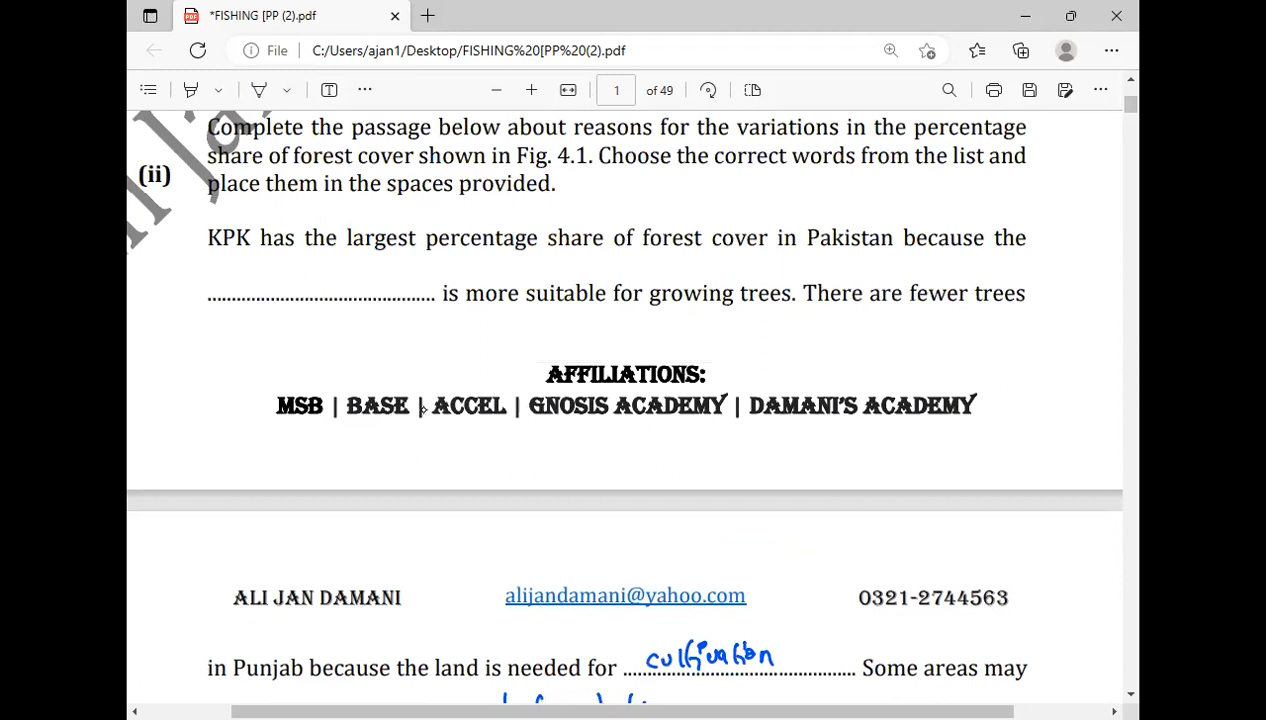 *FISHING [PP (2).pdf
File
C:/Users/ajan1/Desktop/FISHING%20[PP%20(2).pdf
1 of 49
Complete the passage below about reasons for the variations in the percentage
share of forest cover shown in Fig. 4.1. Choose the correct words from the list and
(ii)
place them in the spaces provided.
KPK has the largest percentage share of forest cover in Pakistan because the
............................................... is more suitable for growing trees. There are fewer trees
AFFILIATIONS:
MSB | BASE | ACCEL | GNOSIS ACADEMY | DAMANI'S ACADEMY
ALI JAN DAMANI alijandamani@yahoo.com 0321-2744563
in Punjab because the land is needed for ......cultivation...... Some areas may